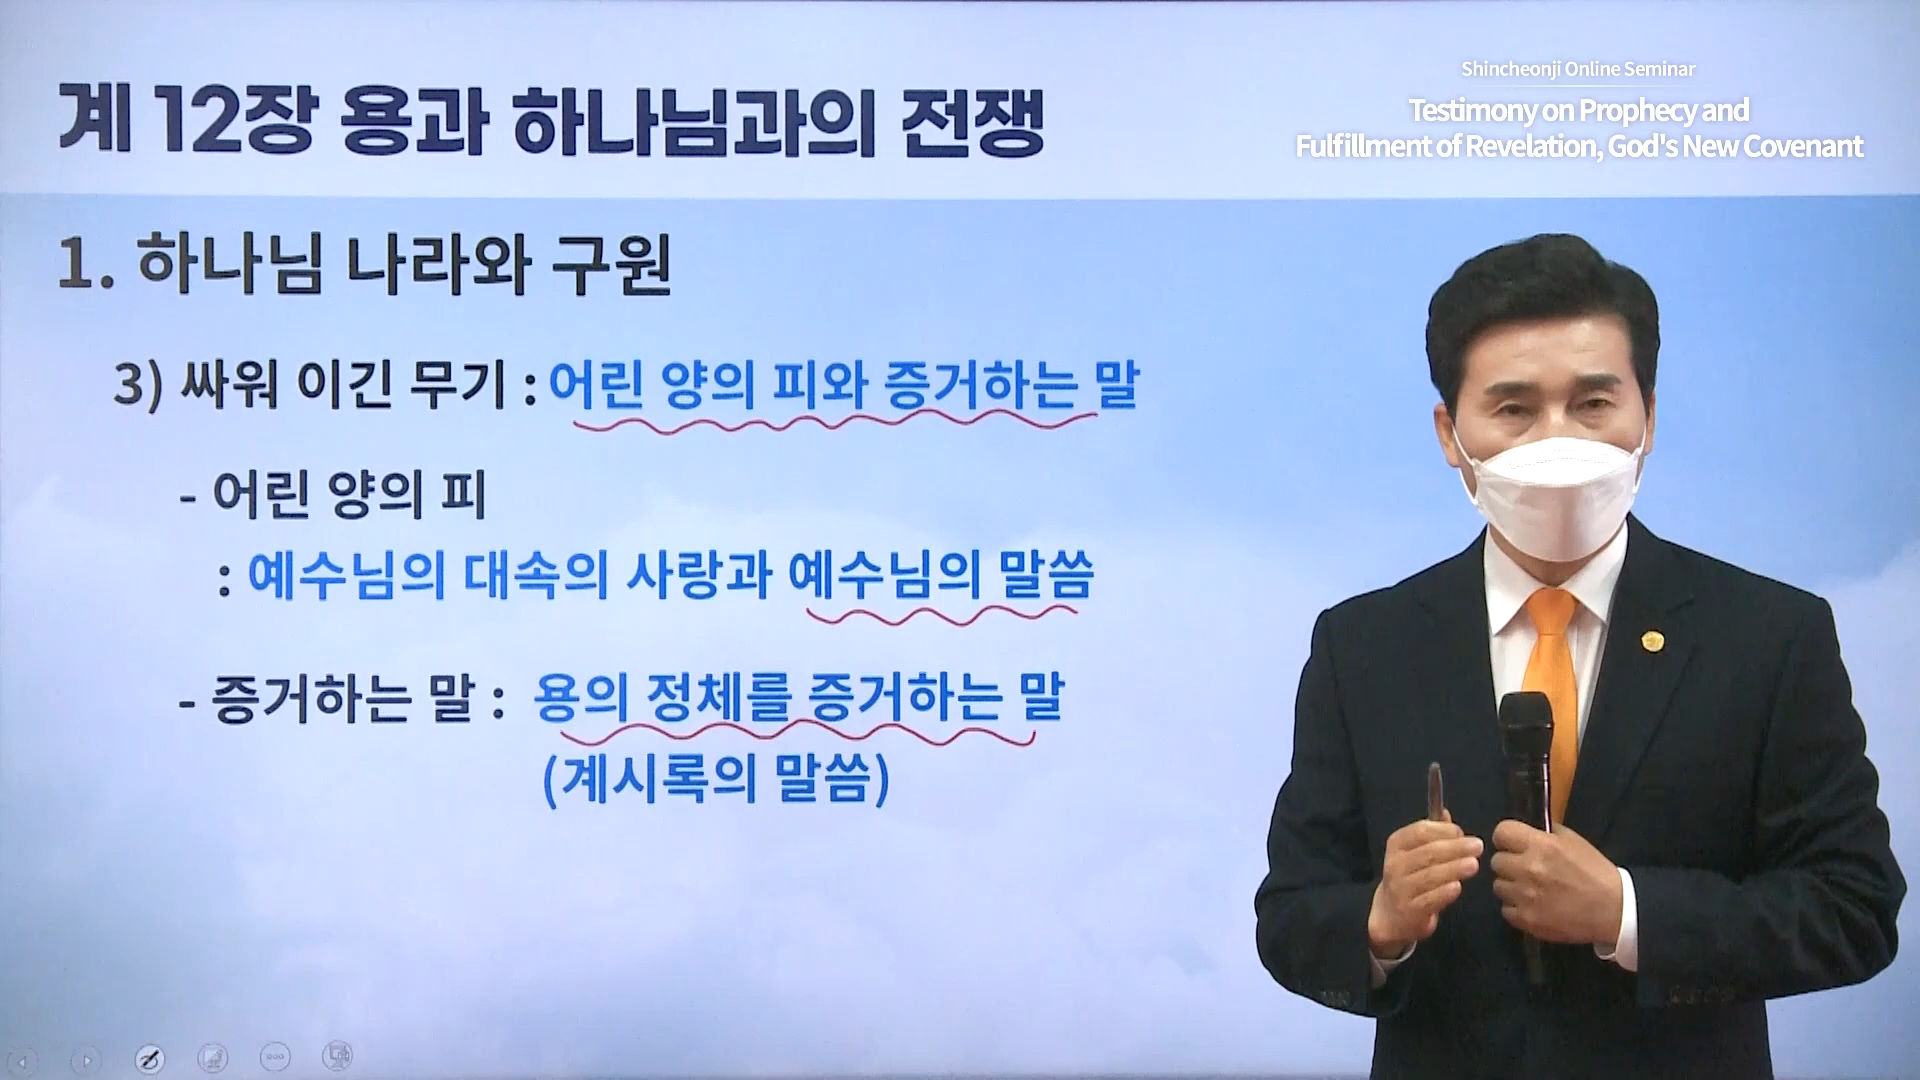 계 12장 용과 하나님과의 전쟁
Shincheonji Online Seminar
Testimony on Prophecy and
Fulfillment of Revelation, God's New Covenant
1. 하나님 나라와 구원
3) 싸워 이긴 무기 : 어린 양의 피와 증거하는 말
- 어린 양의 피
: 예수님의 대속의 사랑과 예수님의 말씀
- 증거하는 말 : 용의 정체를 증거하는 말
(계시록의 말씀)